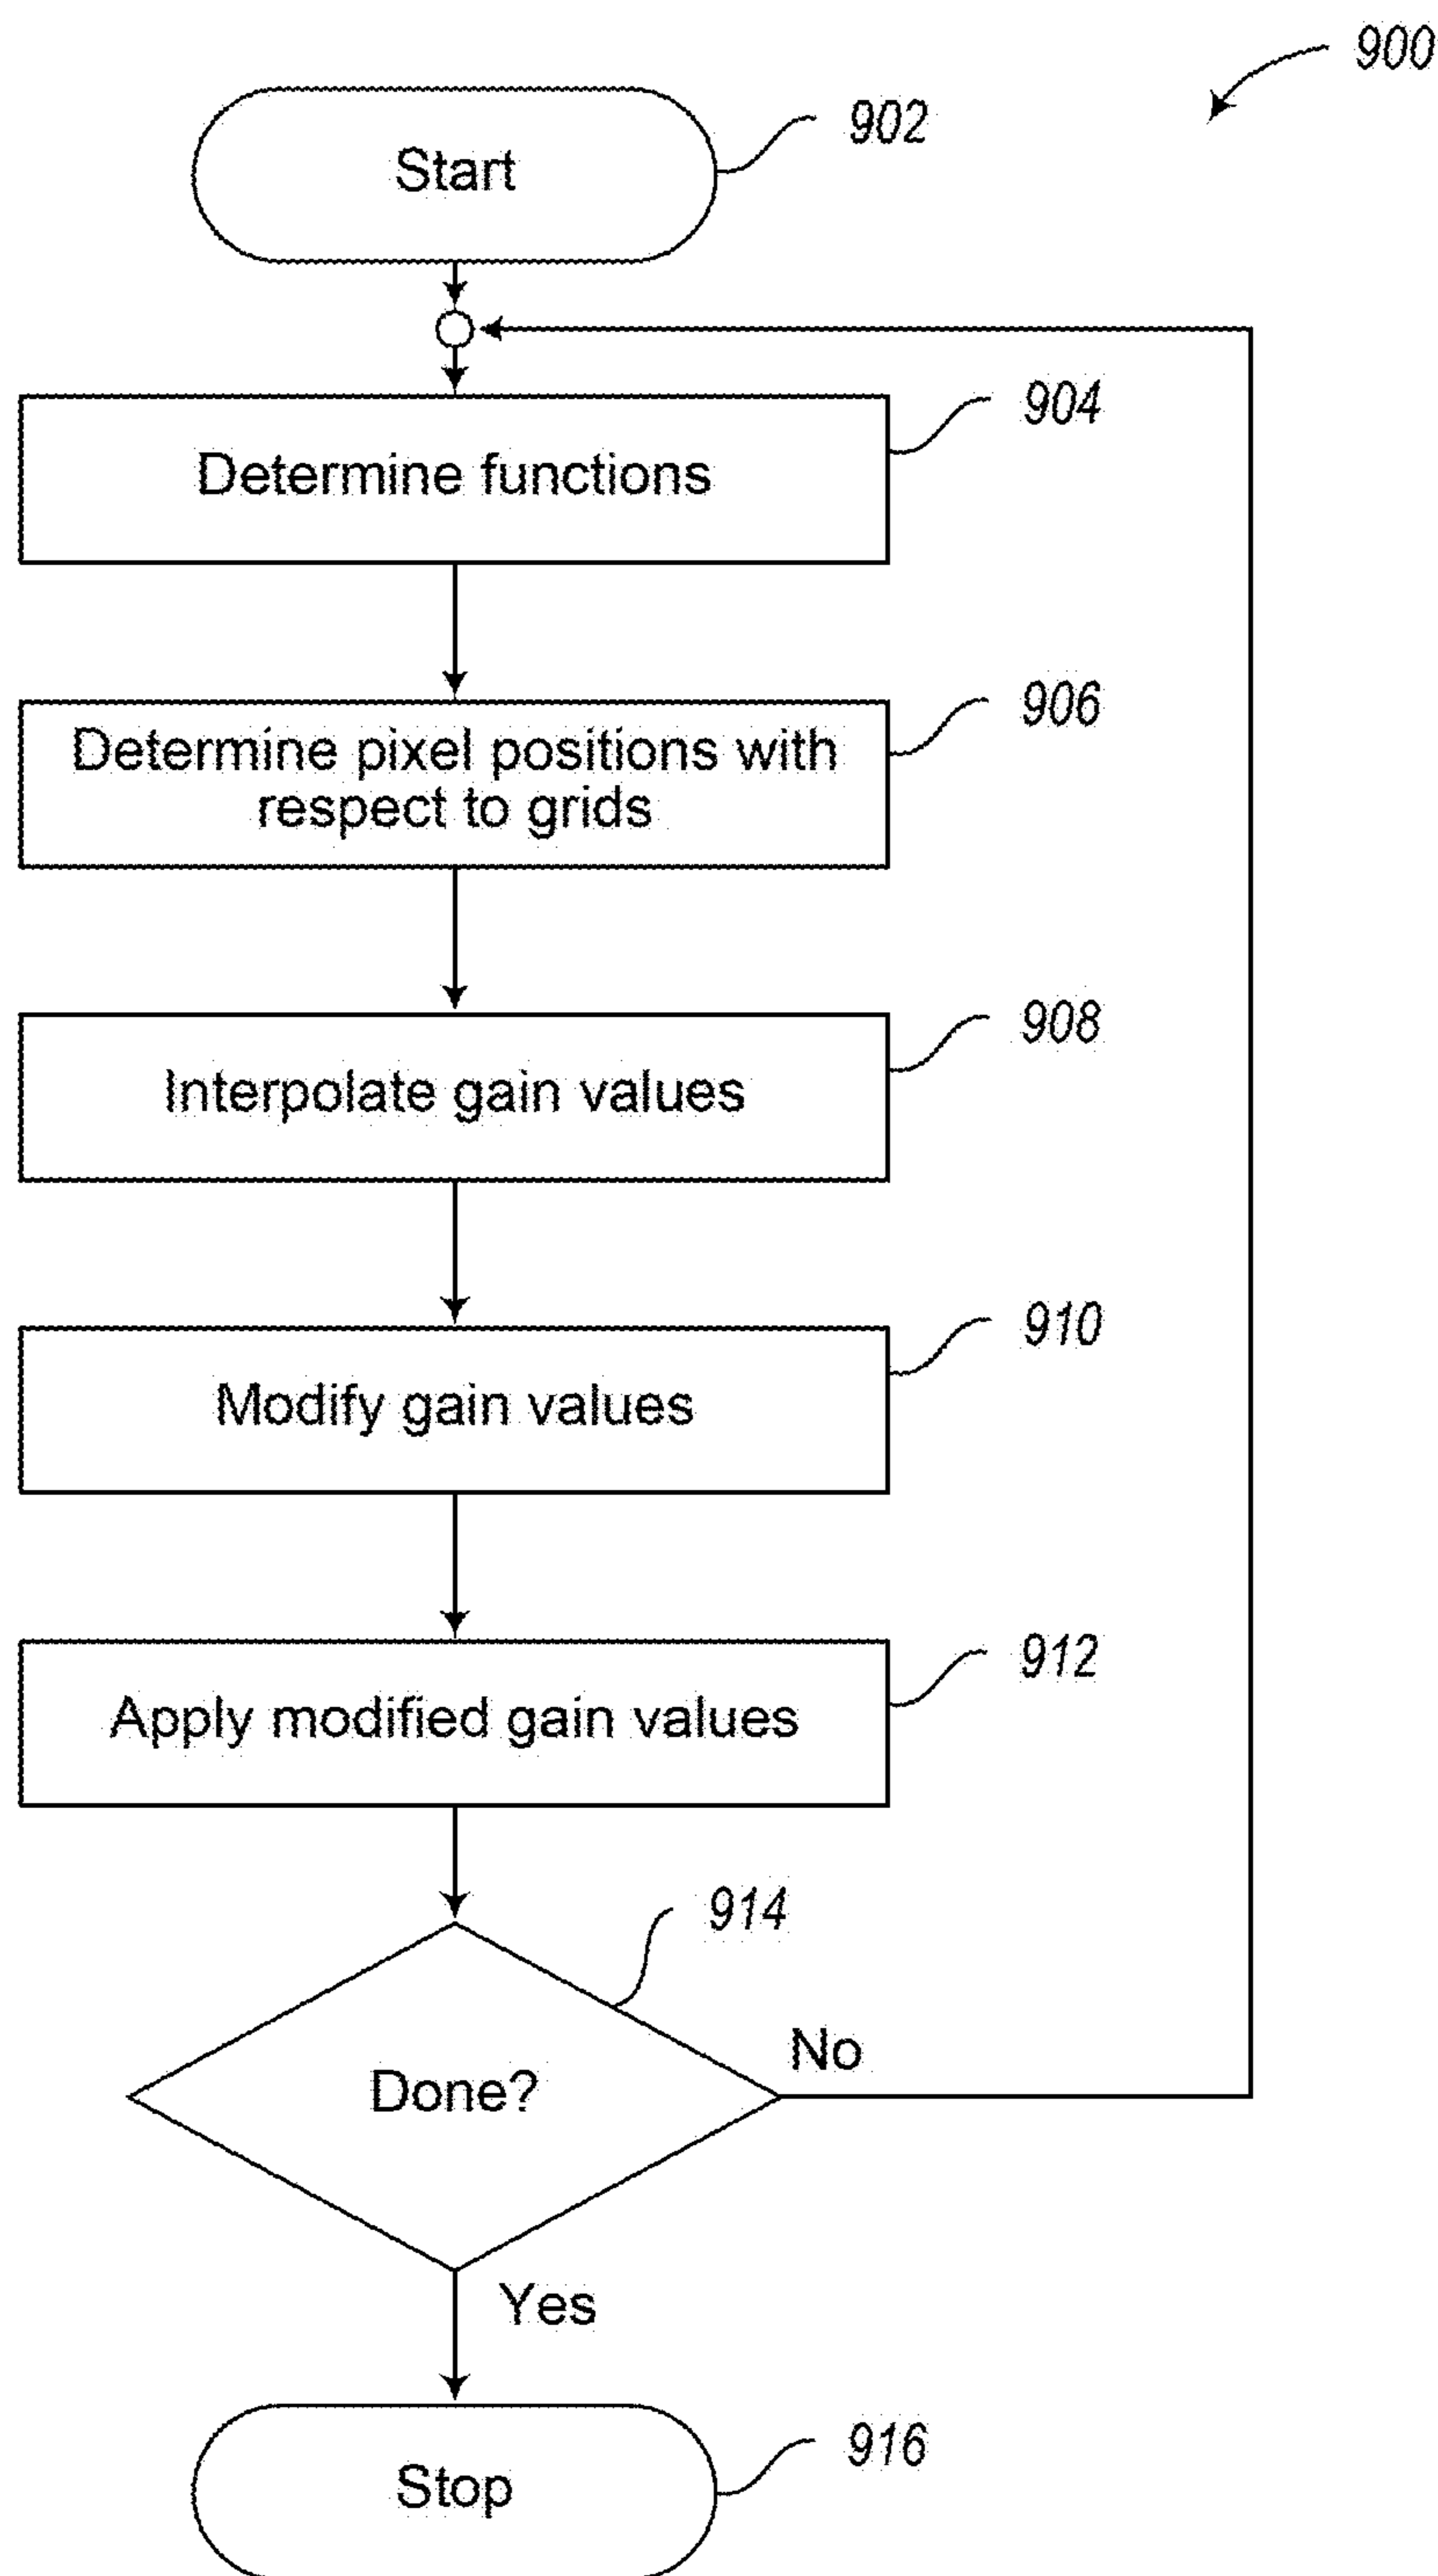 900
Start
902
Determine functions
904
Determine pixel positions with
respect to grids
906
Interpolate gain values
908
Modify gain values
910
Apply modified gain values
912
914
Done?
No
Yes
Stop
916